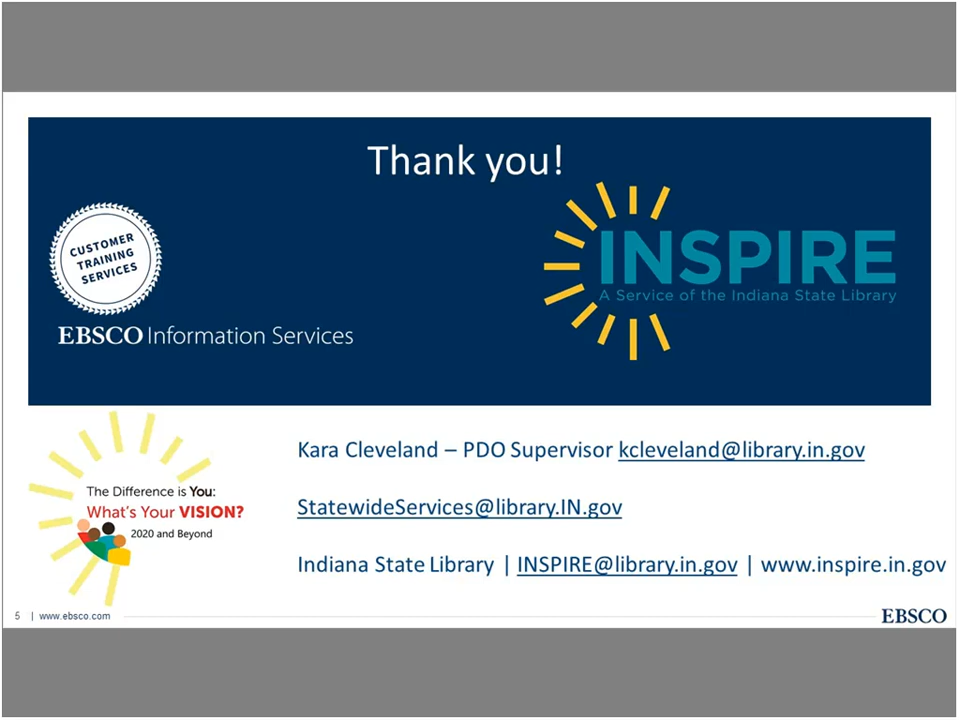 Thank you!
CUSTOMER
TRAINING
SERVICES
EBSCO Information Services
INSPIRE
A Service of the Indiana State Library
The Difference is You:
What's Your VISION?
2020 and Beyond
Kara Cleveland – PDO Supervisor kcleveland@library.in.gov
StatewideServices@library.IN.gov
Indiana State Library | INSPIRE@library.in.gov | www.inspire.in.gov
5 | www.ebsco.com
EBSCO